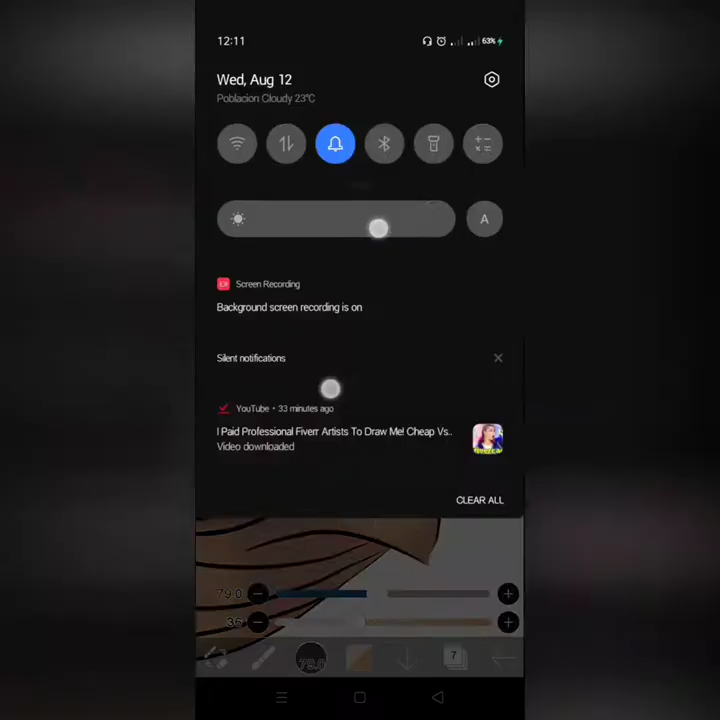 12:11
63%
Wed, Aug 12
Poblacion Cloudy 23°C
A
Screen Recording
Background screen recording is on
Silent notifications
YouTube • 33 minutes ago
I Paid Professional Fiverr Artists To Draw Me! Cheap Vs..
Video downloaded
CLEAR ALL
79.0
36
79.0
7